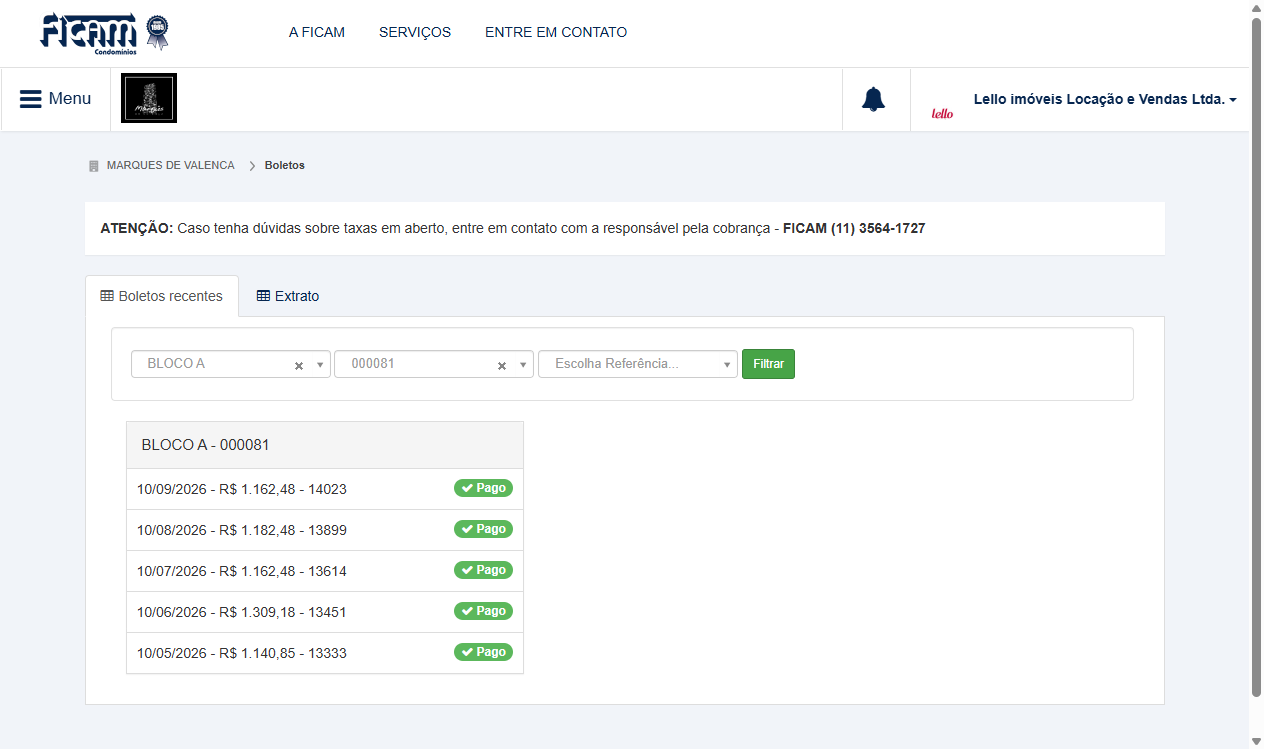 FICAM
Condomínios
1985
A FICAM SERVIÇOS ENTRE EM CONTATO
Menu
Marquês
lello
Lello imóveis Locação e Vendas Ltda.
MARQUES DE VALENCA > Boletos
ATENÇÃO: Caso tenha dúvidas sobre taxas em aberto, entre em contato com a responsável pela cobrança - FICAM (11) 3564-1727
Boletos recentes Extrato
BLOCO A × 000081 × Escolha Referência... Filtrar
BLOCO A - 000081
10/09/2026 - R$ 1.162,48 - 14023 Pago
10/08/2026 - R$ 1.182,48 - 13899 Pago
10/07/2026 - R$ 1.162,48 - 13614 Pago
10/06/2026 - R$ 1.309,18 - 13451 Pago
10/05/2026 - R$ 1.140,85 - 13333 Pago